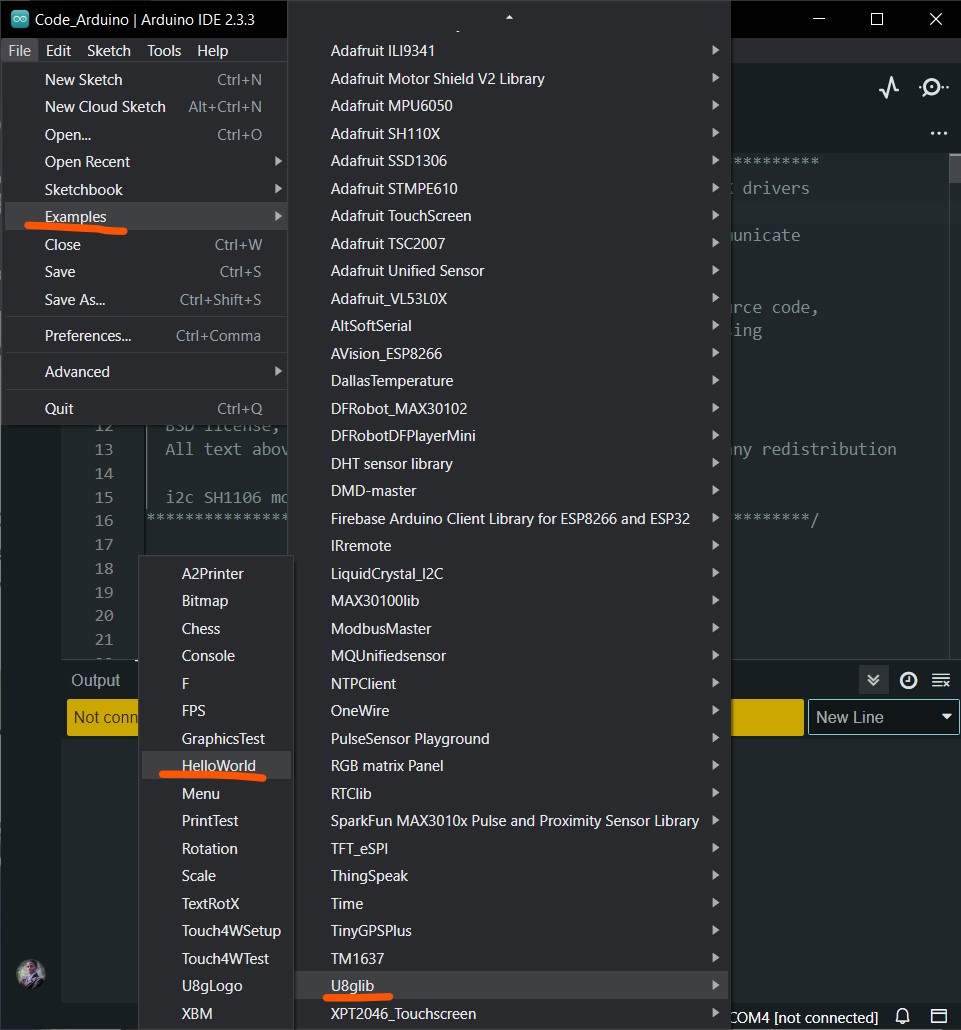 Code_Arduino | Arduino IDE 2.3.3
File Edit Sketch Tools Help
New Sketch Ctrl+N
New Cloud Sketch Alt+Ctrl+N
Open... Ctrl+O
Open Recent
Sketchbook
Examples
Close Ctrl+W
Save Ctrl+S
Save As... Ctrl+Shift+S
Preferences... Ctrl+Comma
Advanced
Quit Ctrl+Q
Adafruit ILI9341
Adafruit Motor Shield V2 Library
Adafruit MPU6050
Adafruit SH110X
Adafruit SSD1306
Adafruit STMPE610
Adafruit TouchScreen
Adafruit TSC2007
Adafruit Unified Sensor
Adafruit_VL53L0X
AltSoftSerial
AVision_ESP8266
DallasTemperature
DFRobot_MAX30102
DFRobotDFPlayerMini
DHT sensor library
DMD-master
Firebase Arduino Client Library for ESP8266 and ESP32
IRremote
LiquidCrystal_I2C
MAX30100lib
ModbusMaster
MQUnifiedsensor
NTPClient
OneWire
PulseSensor Playground
RGB matrix Panel
RTClib
SparkFun MAX3010x Pulse and Proximity Sensor Library
TFT_eSPI
ThingSpeak
Time
TinyGPSPlus
TM1637
U8glib
XPT2046_Touchscreen
A2Printer
Bitmap
Chess
Console
F
FPS
GraphicsTest
HelloWorld
Menu
PrintTest
Rotation
Scale
TextRotX
Touch4WSetup
Touch4WTest
U8gLogo
XBM
**********
drivers
unicate
rce code,
ing
12 BSD license,
13 All text abov ny redistribution
14
15 i2c SH1106 mo
16 *************** *********/
17
18
19
20
21
Output
Not conn
New Line
COM4 [not connected]